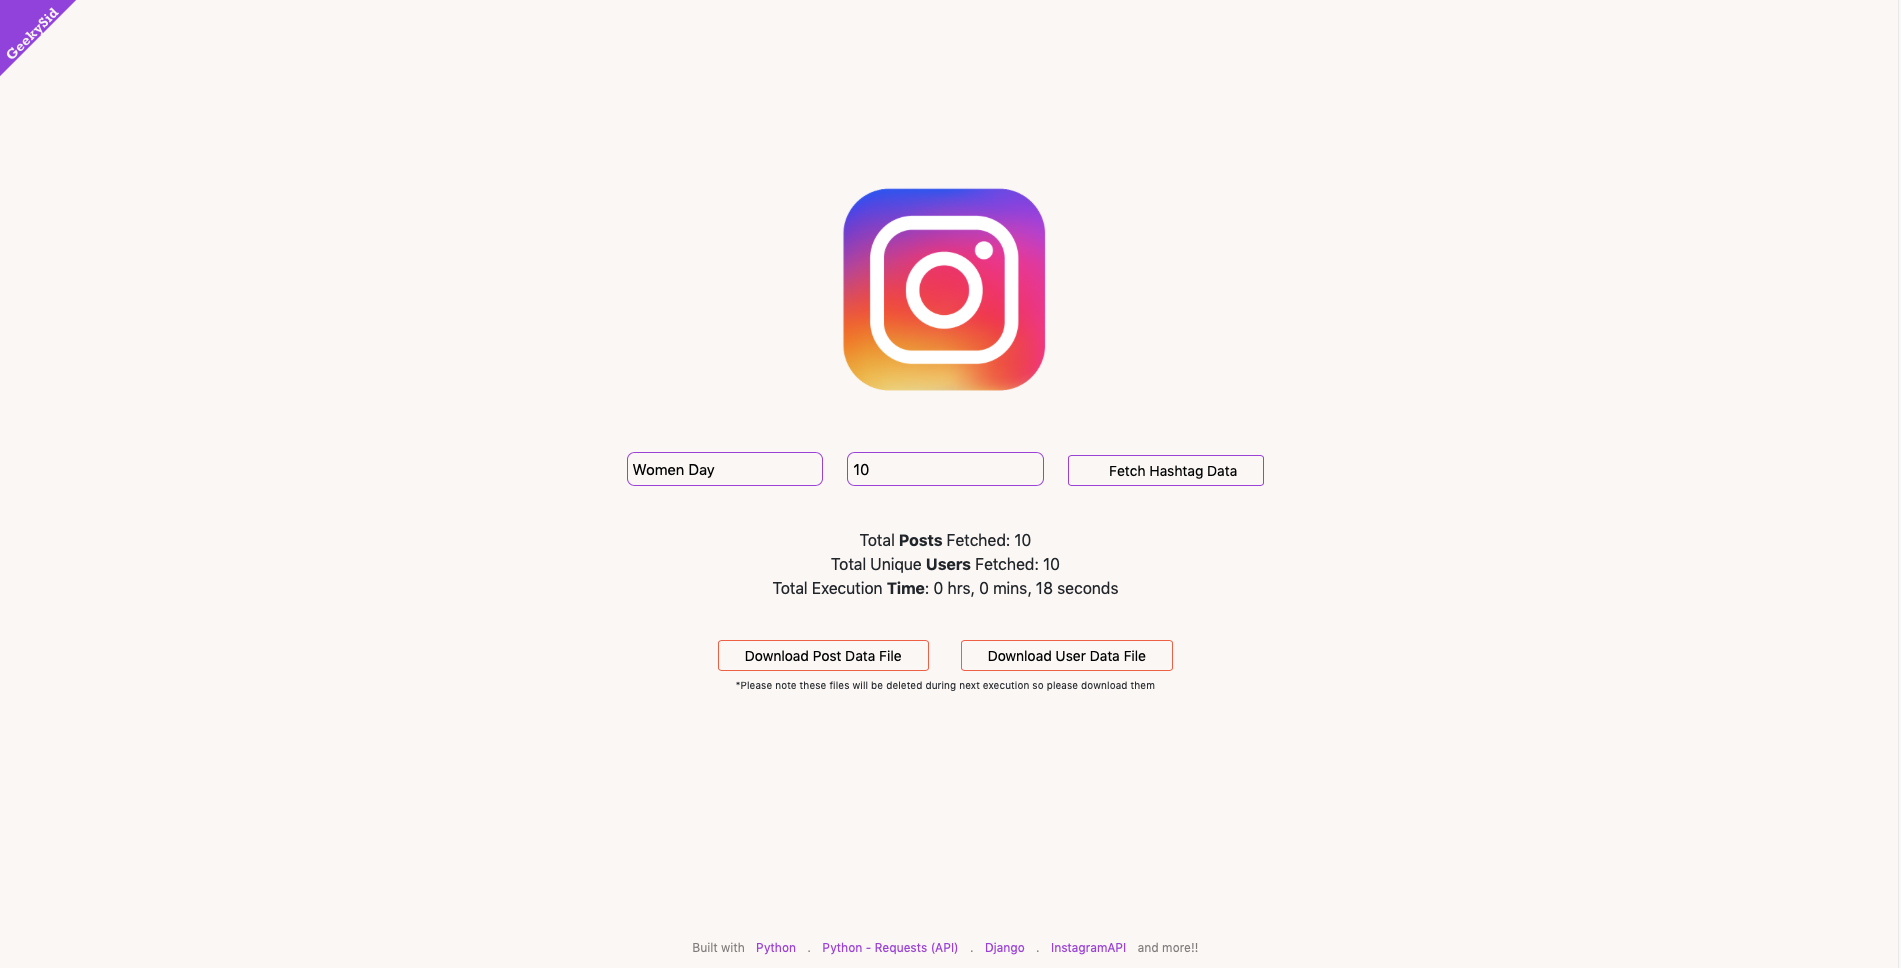 GeekySid
Women Day
10
Fetch Hashtag Data
Total Posts Fetched: 10
Total Unique Users Fetched: 10
Total Execution Time: 0 hrs, 0 mins, 18 seconds
Download Post Data File
Download User Data File
*Please note these files will be deleted during next execution so please download them
Built with Python . Python - Requests (API) . Django . InstagramAPI and more!!